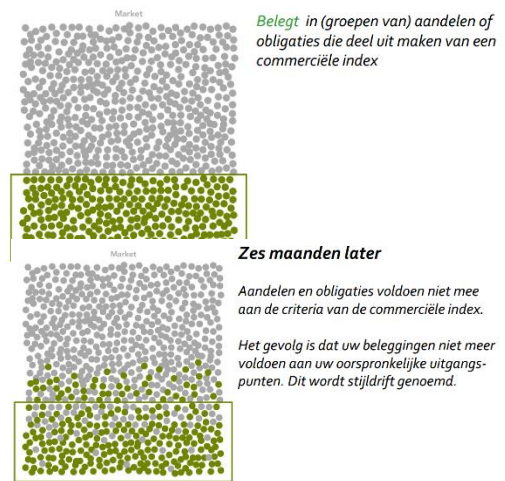 Market
Belegt in (groepen van) aandelen of
obligaties die deel uit maken van een
commerciële index
Market
Zes maanden later
Aandelen en obligaties voldoen niet mee
aan de criteria van de commerciële index.
Het gevolg is dat uw beleggingen niet meer
voldoen aan uw oorspronkelijke uitgangs-
punten. Dit wordt stijldrift genoemd.